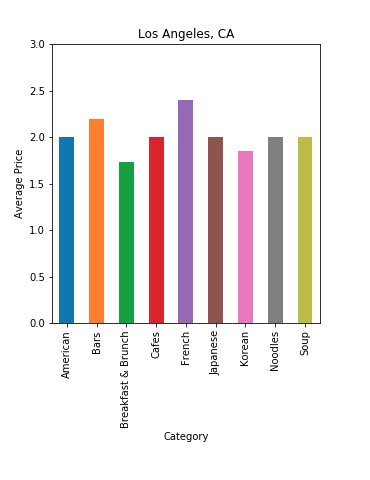 Los Angeles, CA
3.0
2.5
2.0
1.5
1.0
0.5
0.0
Average Price
American
Bars
Breakfast & Brunch
Cafes
French
Japanese
Korean
Noodles
Soup
Category